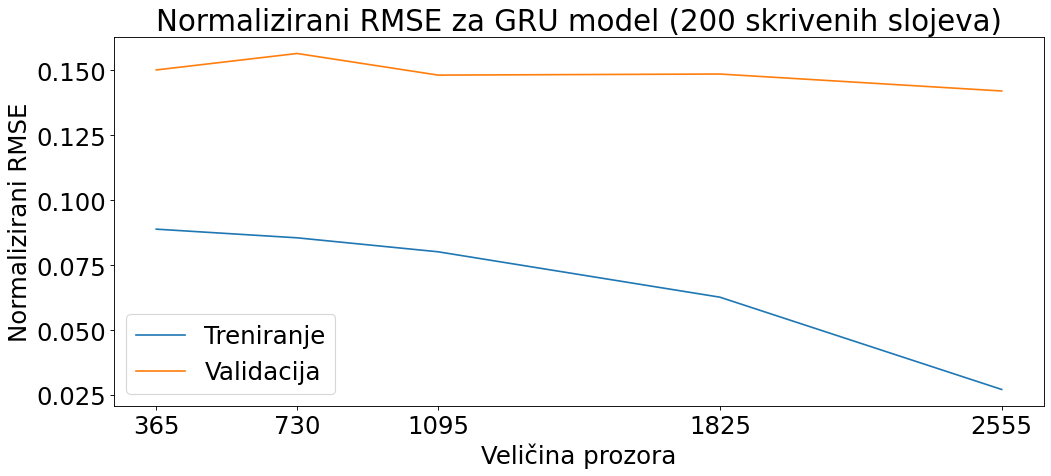 Normalizirani RMSE za GRU model (200 skrivenih slojeva)
Normalizirani RMSE
0.150
0.125
0.100
0.075
0.050
0.025
Treniranje
Validacija
365 730 1095 1825 2555
Veličina prozora